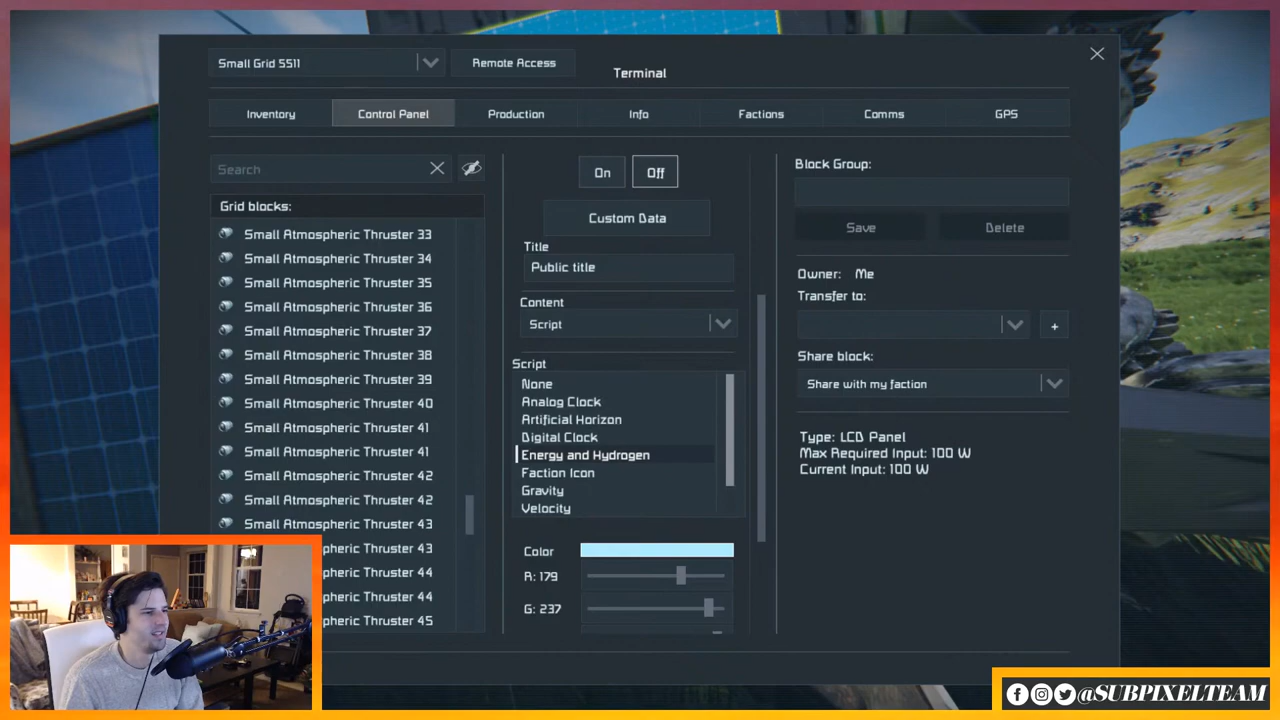 Small Grid 5511
Remote Access
Terminal
Inventory
Control Panel
Production
Info
Factions
Comms
GPS
Search
Grid blocks:
Small Atmospheric Thruster 33
Small Atmospheric Thruster 34
Small Atmospheric Thruster 35
Small Atmospheric Thruster 36
Small Atmospheric Thruster 37
Small Atmospheric Thruster 38
Small Atmospheric Thruster 39
Small Atmospheric Thruster 40
Small Atmospheric Thruster 41
Small Atmospheric Thruster 41
Small Atmospheric Thruster 42
Small Atmospheric Thruster 42
Small Atmospheric Thruster 43
ospheric Thruster 43
ospheric Thruster 44
ospheric Thruster 44
ospheric Thruster 45
On
Off
Custom Data
Title
Public title
Content
Script
Script
None
Analog Clock
Artificial Horizon
Digital Clock
Energy and Hydrogen
Faction Icon
Gravity
Velocity
Color
R: 179
G: 237
Block Group:
Save
Delete
Owner: Me
Transfer to:
+
Share block:
Share with my faction
Type: LCD Panel
Max Required Input: 100 W
Current Input: 100 W
@SUBPIXELTEAM